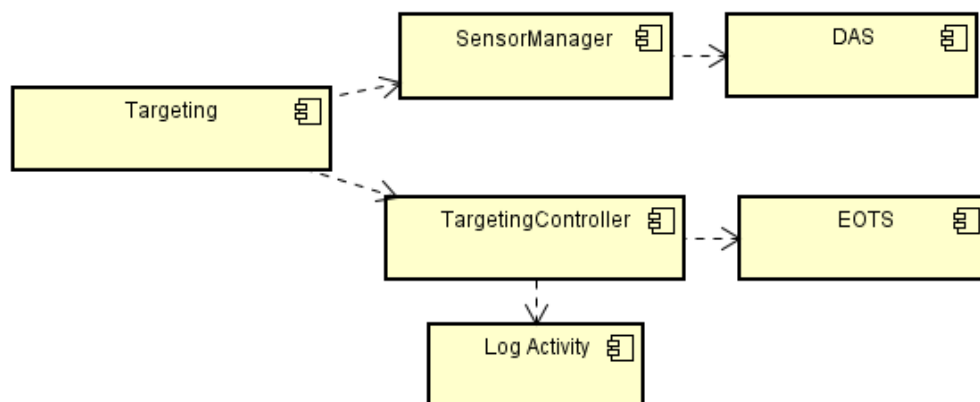 SensorManager
DAS
Targeting
TargetingController
EOTS
Log Activity